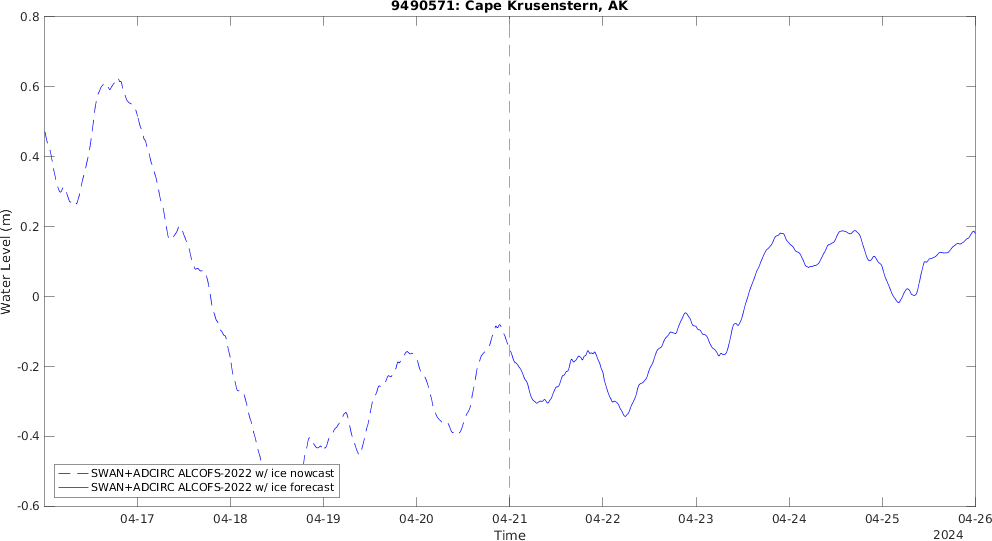 9490571: Cape Krusenstern, AK
0.8
0.6
0.4
0.2
0
-0.2
-0.4
-0.6
Water Level (m)
SWAN+ADCIRC ALCOFS-2022 w/ ice nowcast
SWAN+ADCIRC ALCOFS-2022 w/ ice forecast
04-17 04-18 04-19 04-20 04-21 04-22 04-23 04-24 04-25 04-26
Time
2024